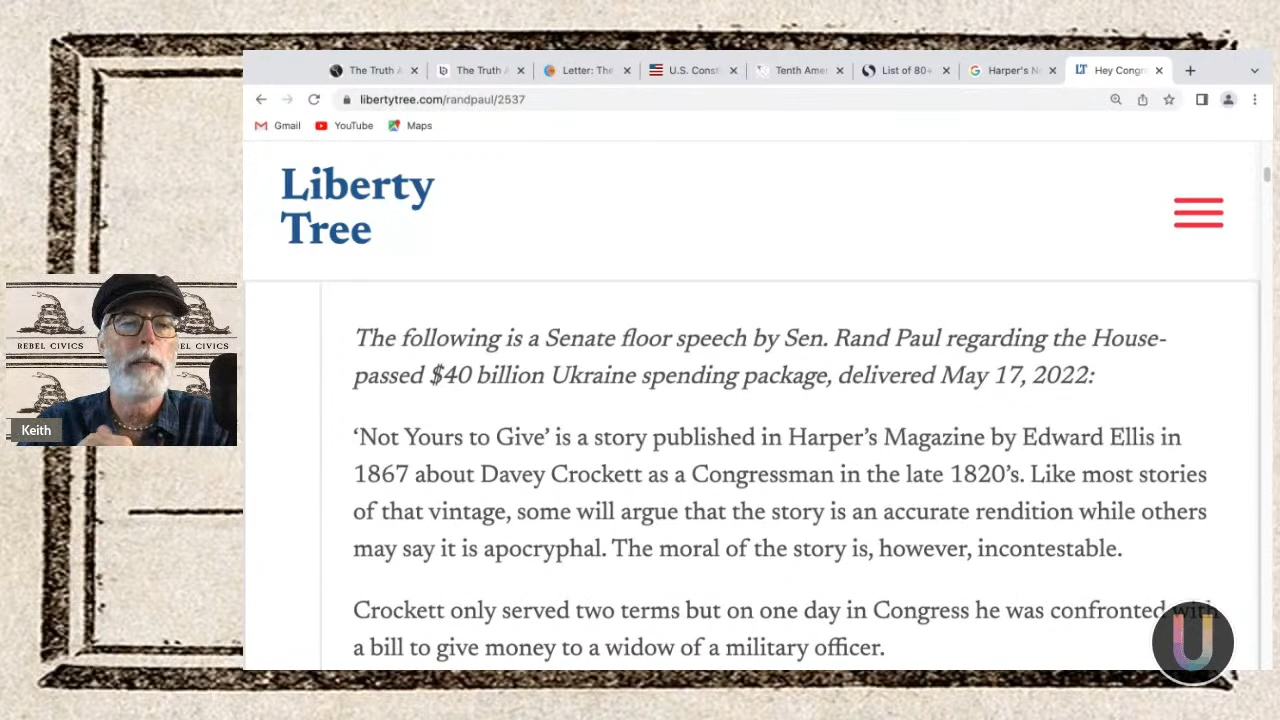 The Truth A
The Truth A
Letter: The
U.S. Const
Tenth Ame
List of 80+
Harper's Ne
Hey Congr
libertytree.com/randpaul/2537
Gmail
YouTube
Maps
Liberty
Tree
REBEL CIVICS
EL CIVICS
Keith
The following is a Senate floor speech by Sen. Rand Paul regarding the House-
passed $40 billion Ukraine spending package, delivered May 17, 2022:
‘Not Yours to Give’ is a story published in Harper’s Magazine by Edward Ellis in
1867 about Davey Crockett as a Congressman in the late 1820’s. Like most stories
of that vintage, some will argue that the story is an accurate rendition while others
may say it is apocryphal. The moral of the story is, however, incontestable.
Crockett only served two terms but on one day in Congress he was confronted with
a bill to give money to a widow of a military officer.
U